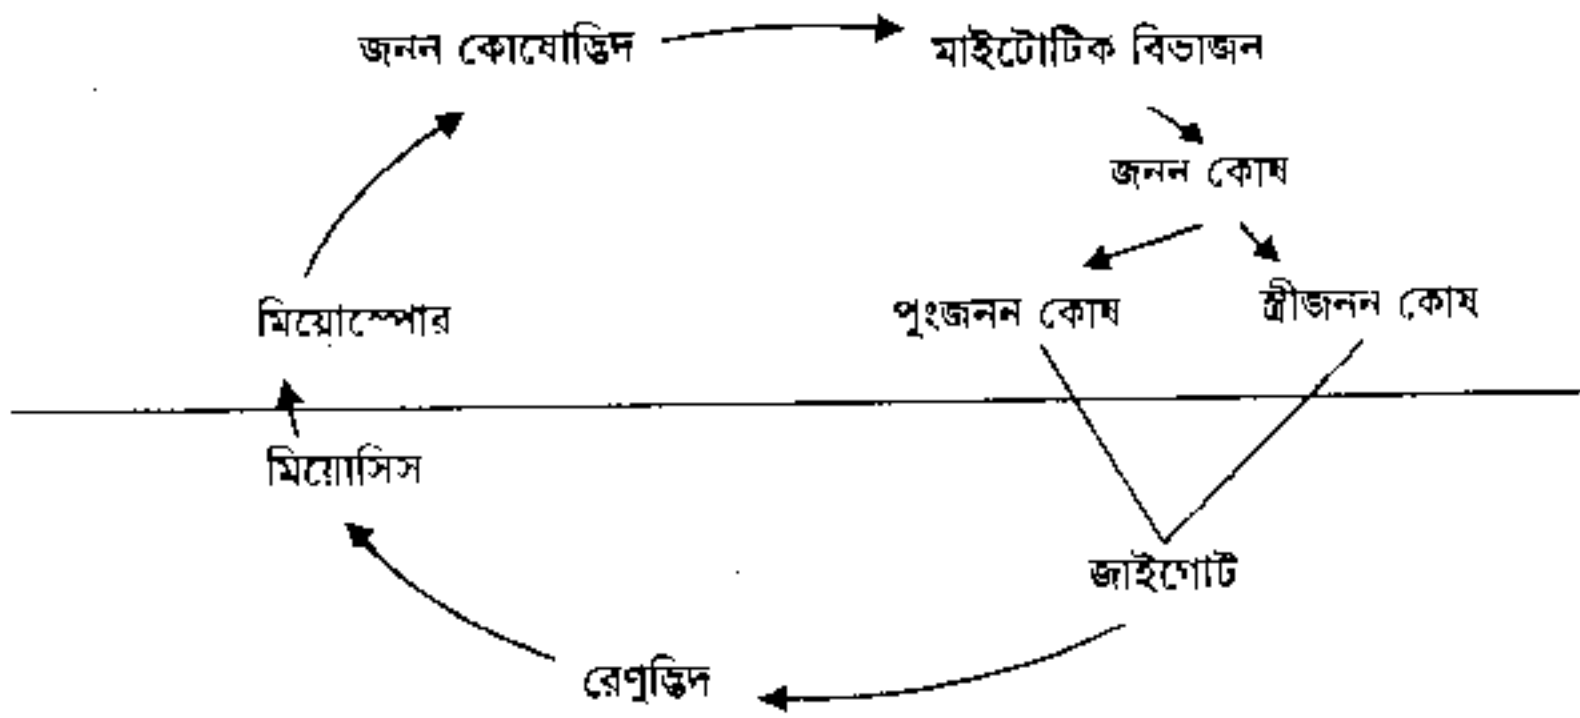 জনন কোষোদ্ভিদ মাইটোটিক বিভাজন
জনন কোষ
মিয়োস্পোর পুংজনন কোষ স্ত্রীজনন কোষ
মিয়োসিস
জাইগোট
রেণুদ্ভিদ